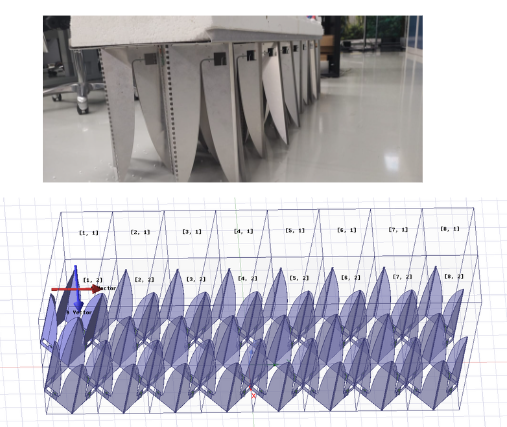 [1, 1] [2, 1] [3, 1] [4, 1] [5, 1] [6, 1] [7, 1] [8, 1]
[1, 2] [2, 2] [3, 2] [4, 2] [5, 2] [6, 2] [7, 2] [8, 2]